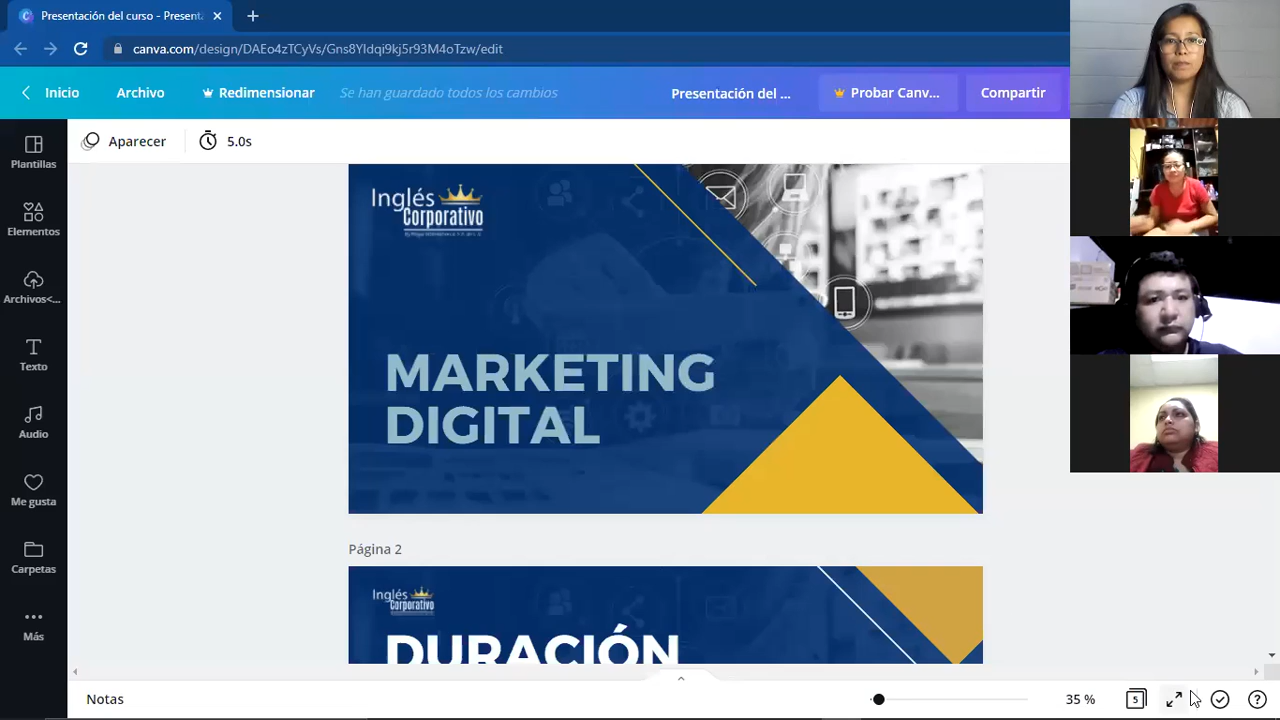 Presentación del curso - Present
canva.com/design/DAEo4zTCyVs/Gns8YIdqi9kj5r93M4oTzw/edit
Inicio
Archivo
Redimensionar
Se han guardado todos los cambios
Presentación del ...
Probar Canv...
Compartir
Plantillas
Elementos
Archivos<...
Texto
Audio
Me gusta
Carpetas
Más
Aparecer
5.0s
Inglés
Corporativo
MARKETING
DIGITAL
Página 2
Inglés
Corporativo
DURACIÓN
Notas
35 %
5